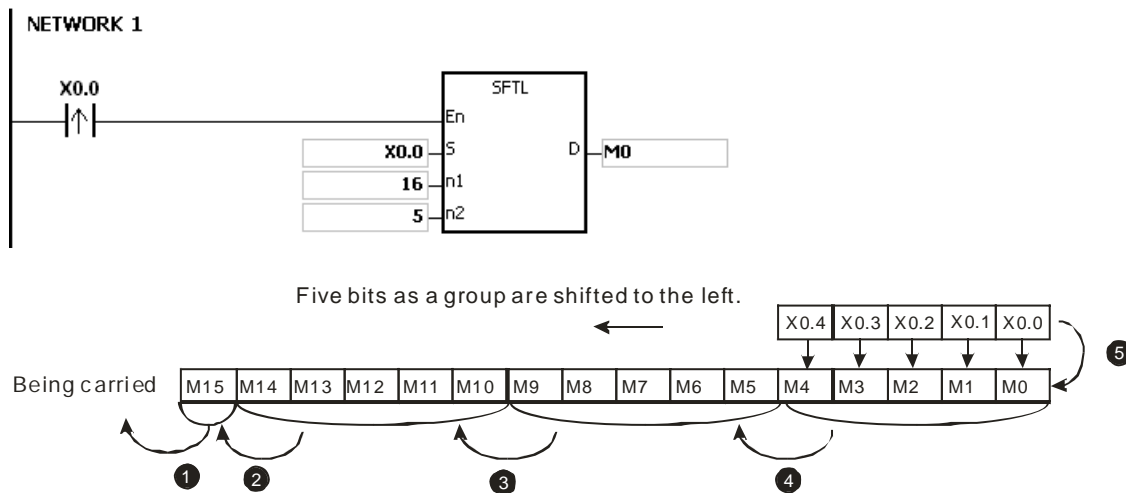 NETWORK 1
X0.0
SFTL
En
X0.0 S D M0
16 n1
5 n2
Five bits as a group are shifted to the left.
X0.4 X0.3 X0.2 X0.1 X0.0
5
Being carried M15 M14 M13 M12 M11 M10 M9 M8 M7 M6 M5 M4 M3 M2 M1 M0
1 2 3 4